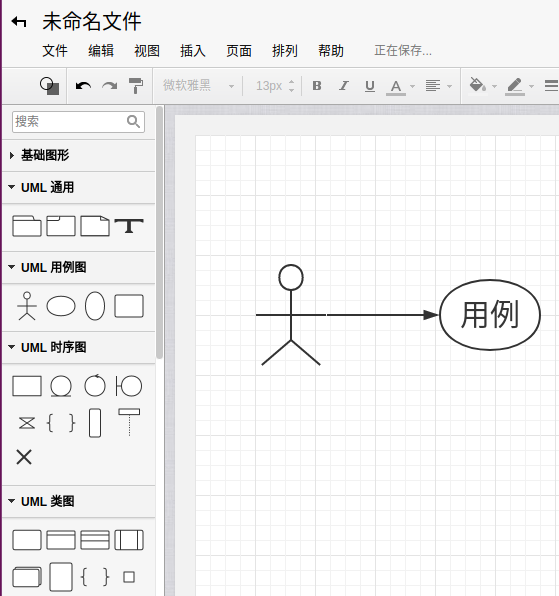 未命名文件
文件 编辑 视图 插入 页面 排列 帮助 正在保存...
微软雅黑 13px B I U A
搜索
基础图形
UML 通用
UML 用例图
UML 时序图
UML 类图
用例